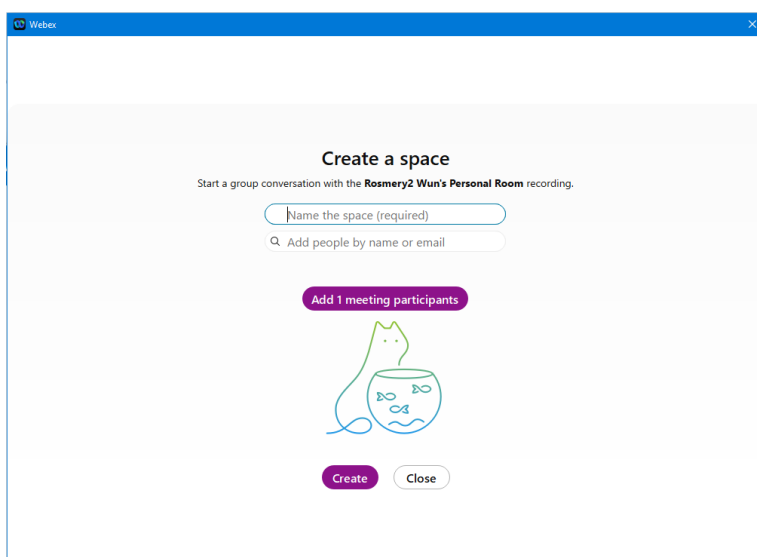 Webex
Create a space
Start a group conversation with the Rosmery2 Wun's Personal Room recording.
Name the space (required)
Add people by name or email
Add 1 meeting participants
Create
Close